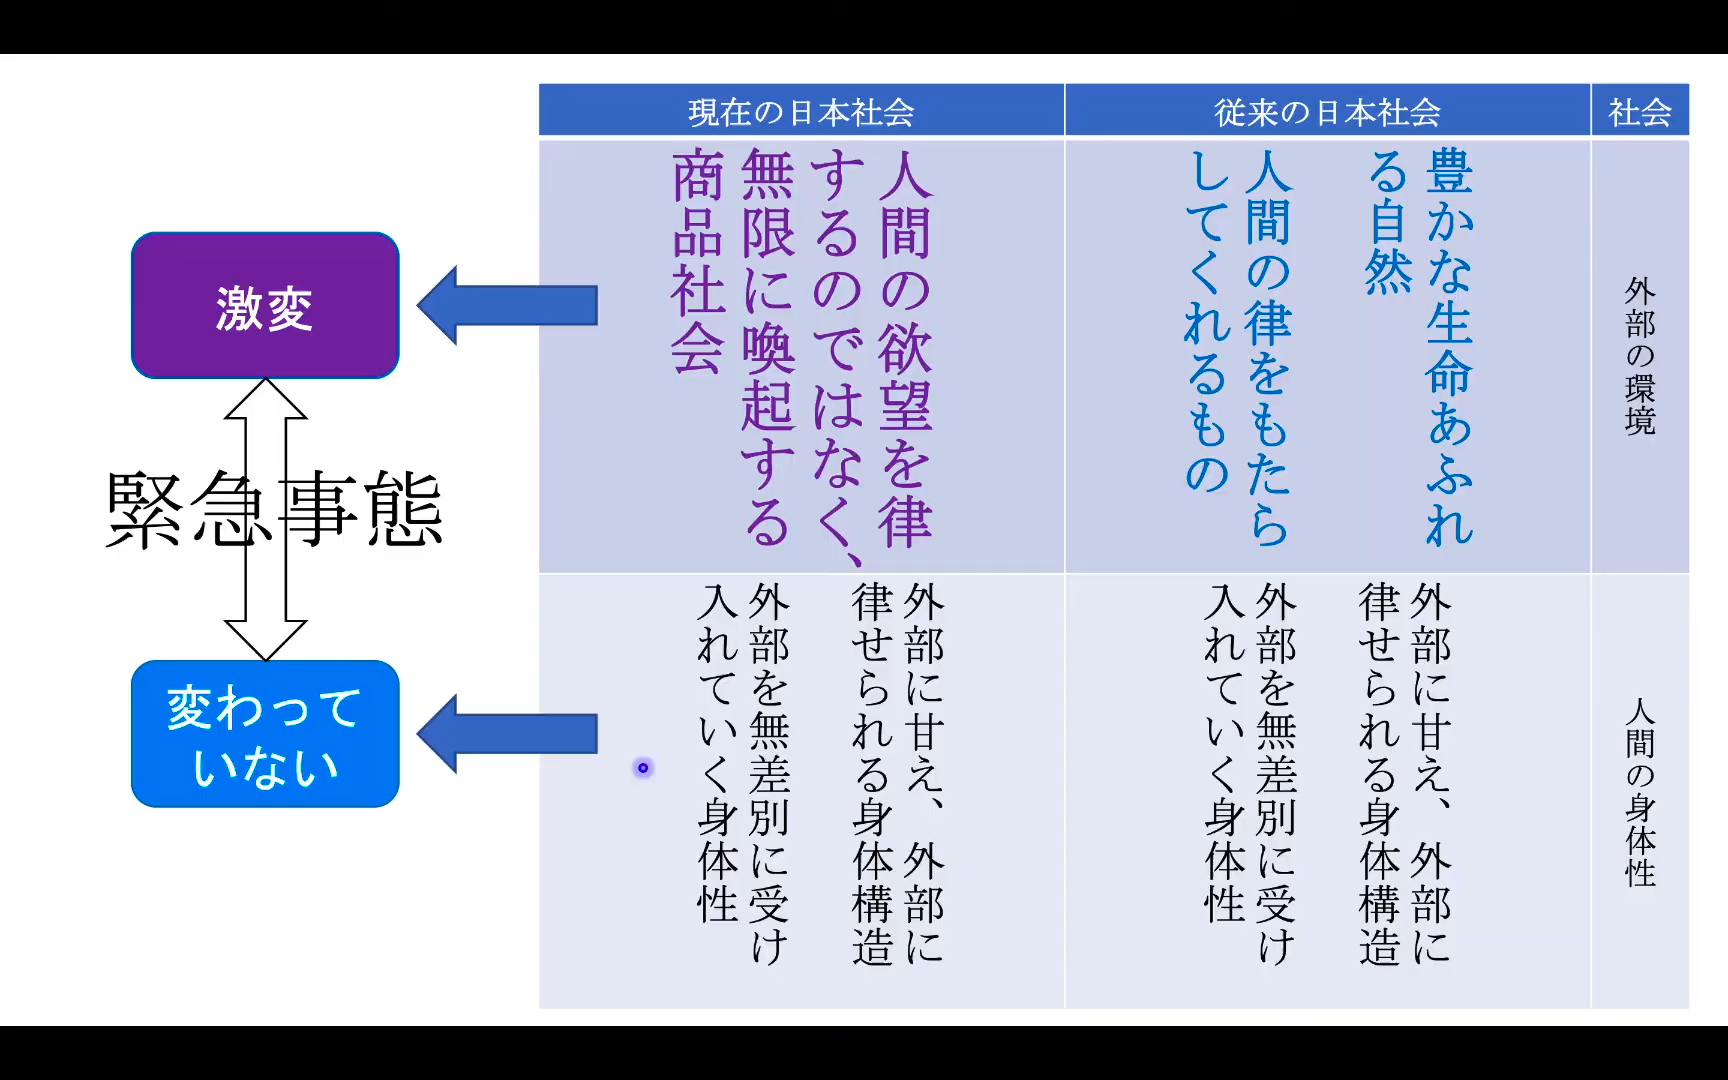 社会
従来の日本社会
現在の日本社会
外部の環境
豊かな生命あふれ
る自然
人間の律をもたら
してくれるもの
人間の欲望を律
するのではなく、
無限に喚起する
商品社会
人間の身体性
外部に甘え、外部に
律せられる身体構造
外部を無差別に受け
入れていく身体性
外部に甘え、外部に
律せられる身体構造
外部を無差別に受け
入れていく身体性
激変
緊急事態
変わって
いない